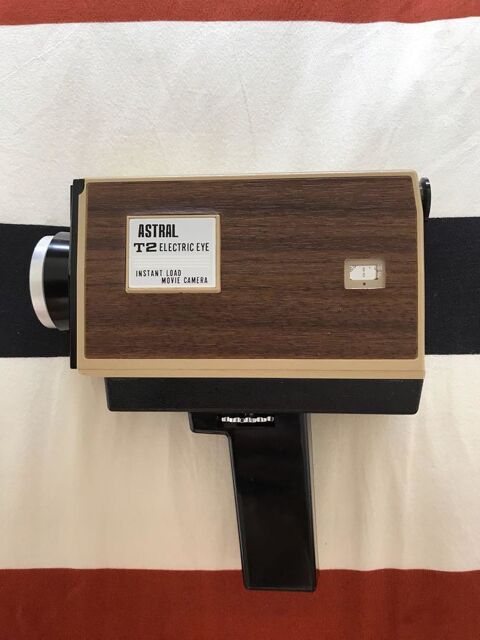 ASTRAL
T2 ELECTRIC EYE
INSTANT LOAD
MOVIE CAMERA